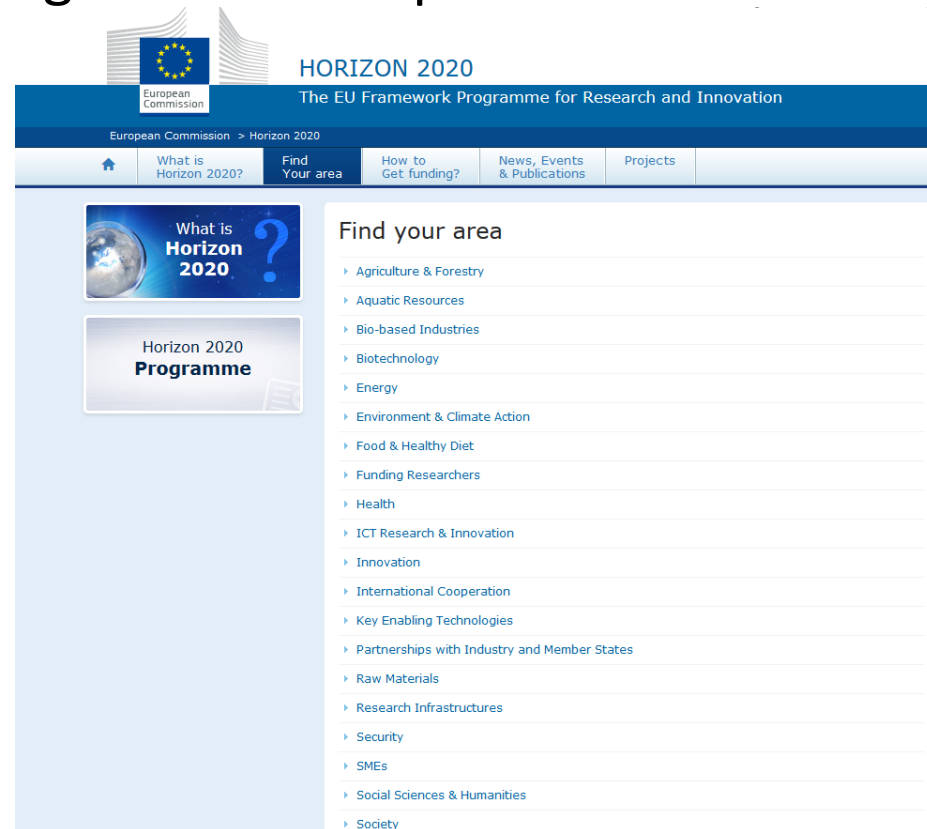 HORIZON 2020
European
Commission
The EU Framework Programme for Research and Innovation
European Commission > Horizon 2020
What is
Horizon 2020?
Find
Your area
How to
Get funding?
News, Events
& Publications
Projects
What is
Horizon
2020
?
Horizon 2020
Programme
Find your area
Agriculture & Forestry
Aquatic Resources
Bio-based Industries
Biotechnology
Energy
Environment & Climate Action
Food & Healthy Diet
Funding Researchers
Health
ICT Research & Innovation
Innovation
International Cooperation
Key Enabling Technologies
Partnerships with Industry and Member States
Raw Materials
Research Infrastructures
Security
SMEs
Social Sciences & Humanities
Society